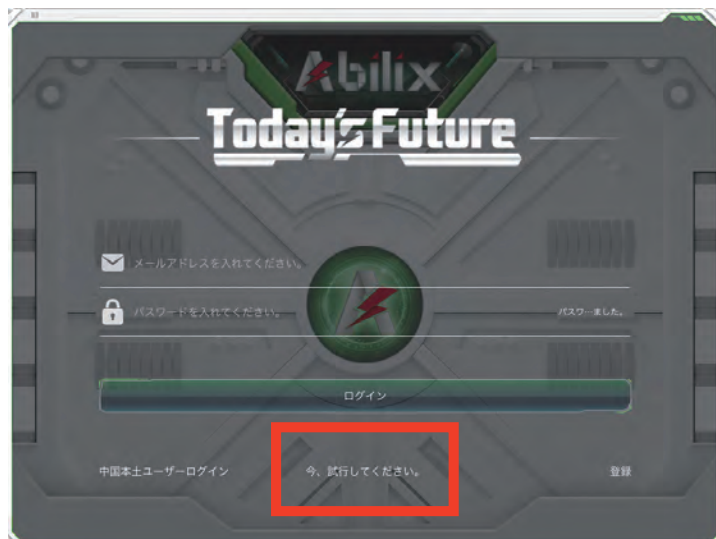 Abilix
Today's Future
メールアドレスを入れてください。
パスワードを入れてください。
パスワーました。
ログイン
中国本土ユーザーログイン
今、試行してください。
登録